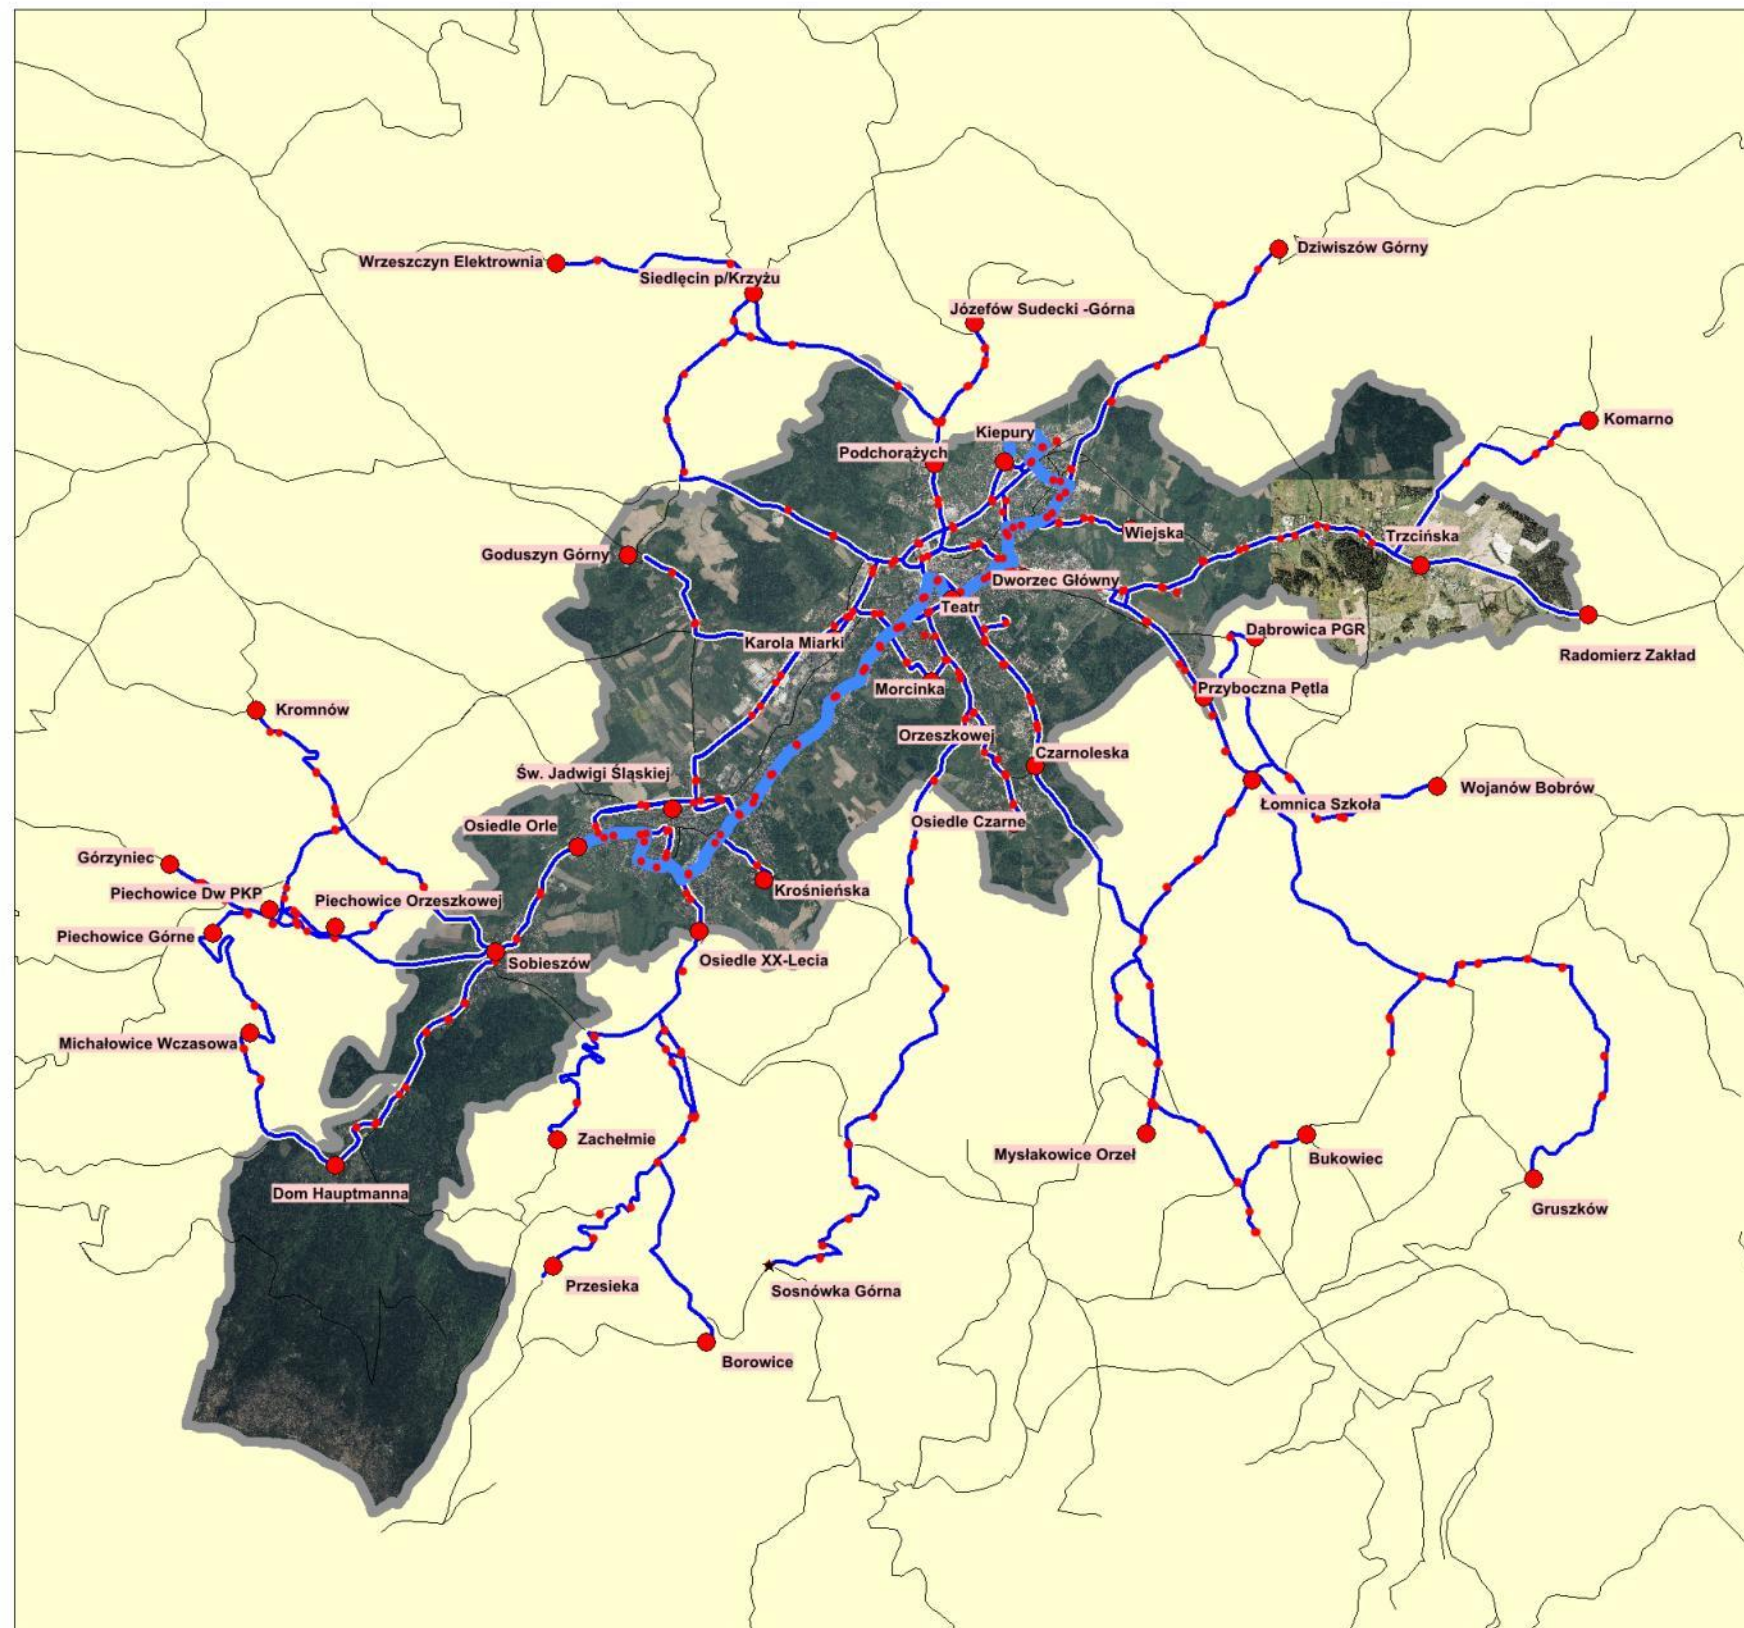 Dziwiszów Górny
Wrzeszczyn Elektrownia
Siedlęcin p/Krzyżu
Józefów Sudecki -Górna
Komarno
Kiepury
Podchorążych
Wiejska
Trzcińska
Goduszyn Górny
Dworzec Główny
Teatr
Dąbrowica PGR
Karola Miarki
Radomierz Zakład
Morcinka
Przyboczna Pętla
Kromnów
Orzeszkowej
Czarnoleska
Św. Jadwigi Śląskiej
Wojanów Bobrów
Łomnica Szkoła
Osiedle Czarne
Osiedle Orle
Górzyniec
Krośnieńska
Piechowice Dw PKP
Piechowice Orzeszkowej
Piechowice Górne
Osiedle XX-Lecia
Sobieszów
Michałowice Wczasowa
Zachełmie
Mysłakowice Orzeł
Bukowiec
Dom Hauptmanna
Gruszków
Przesieka
Sosnówka Górna
Borowice